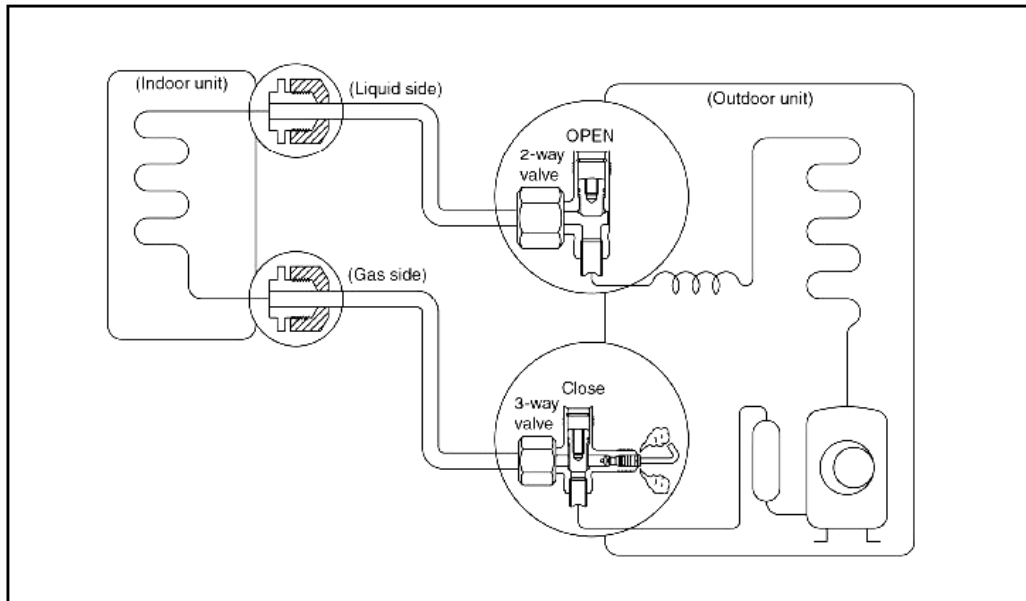 (Indoor unit)
(Liquid side)
(Outdoor unit)
OPEN
2-way
valve
(Gas side)
Close
3-way
valve